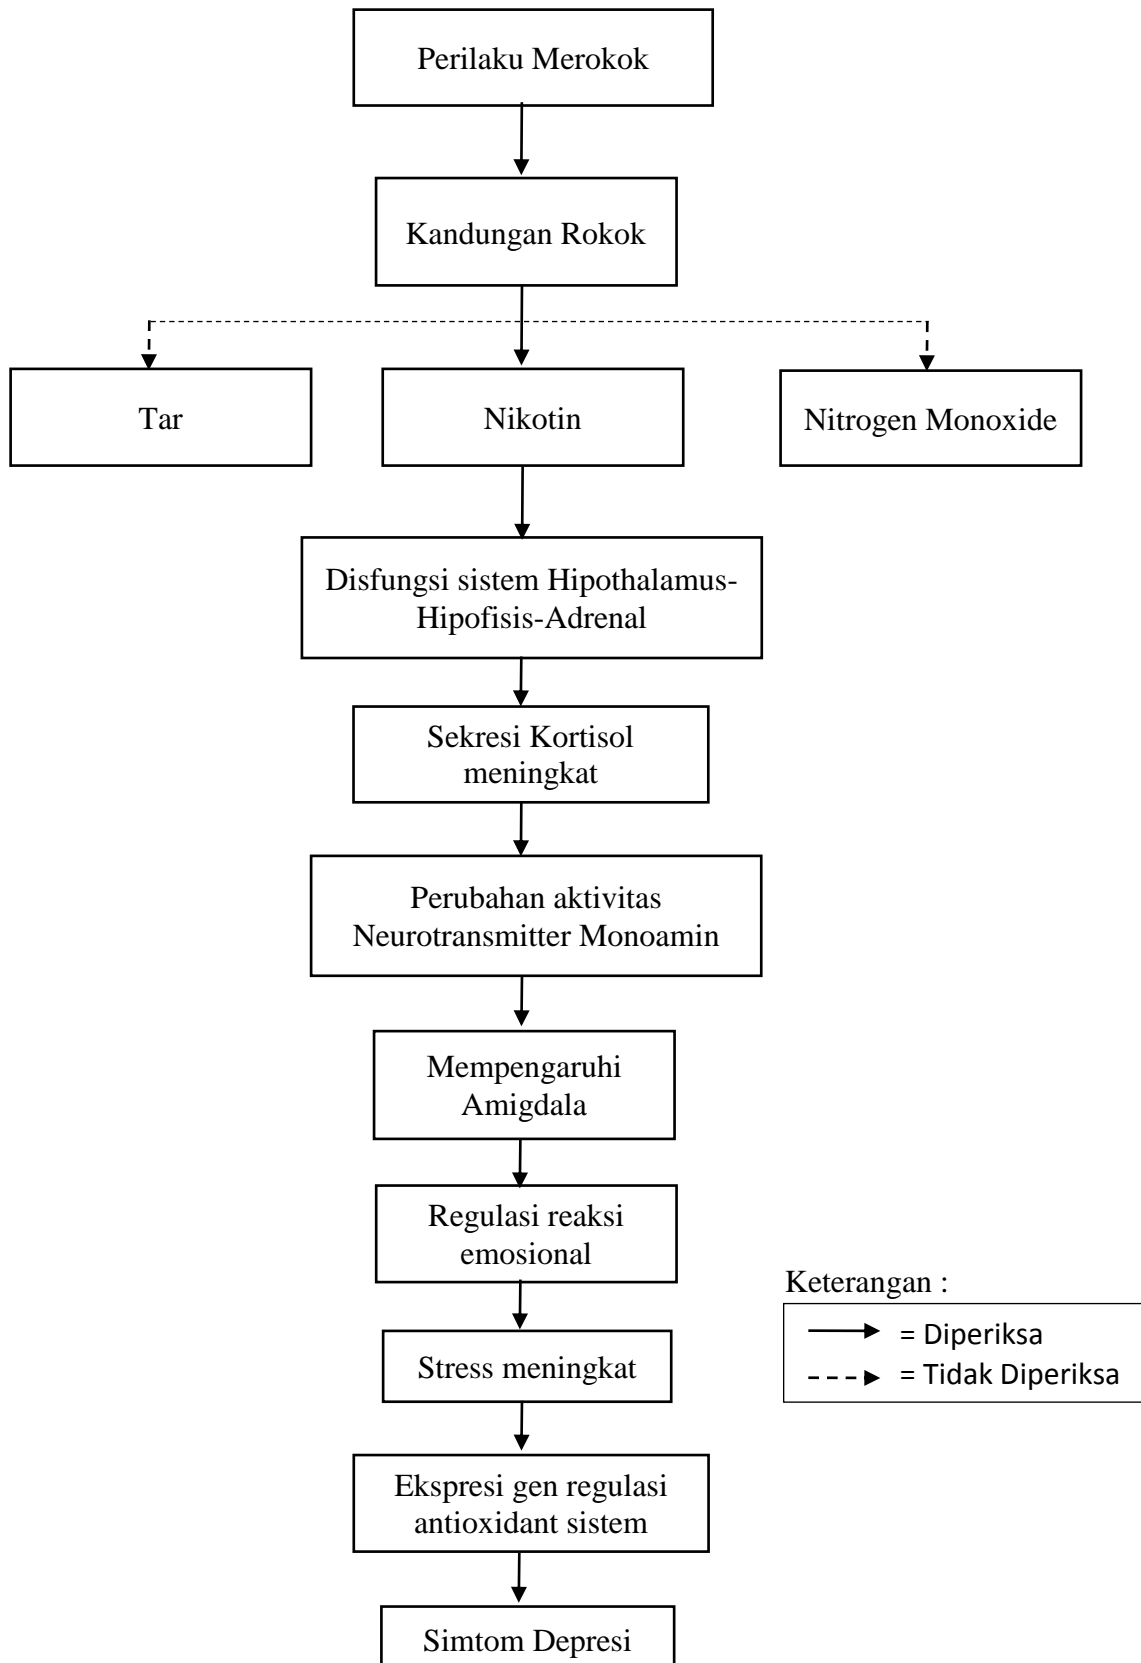 Perilaku Merokok
Kandungan Rokok
Tar
Nikotin
Nitrogen Monoxide
Disfungsi sistem Hipothalamus-
Hipofisis-Adrenal
Sekresi Kortisol
meningkat
Perubahan aktivitas
Neurotransmitter Monoamin
Mempengaruhi
Amigdala
Regulasi reaksi
emosional
Stress meningkat
Ekspresi gen regulasi
antioxidant sistem
Simtom Depresi
Keterangan :
= Diperiksa
= Tidak Diperiksa